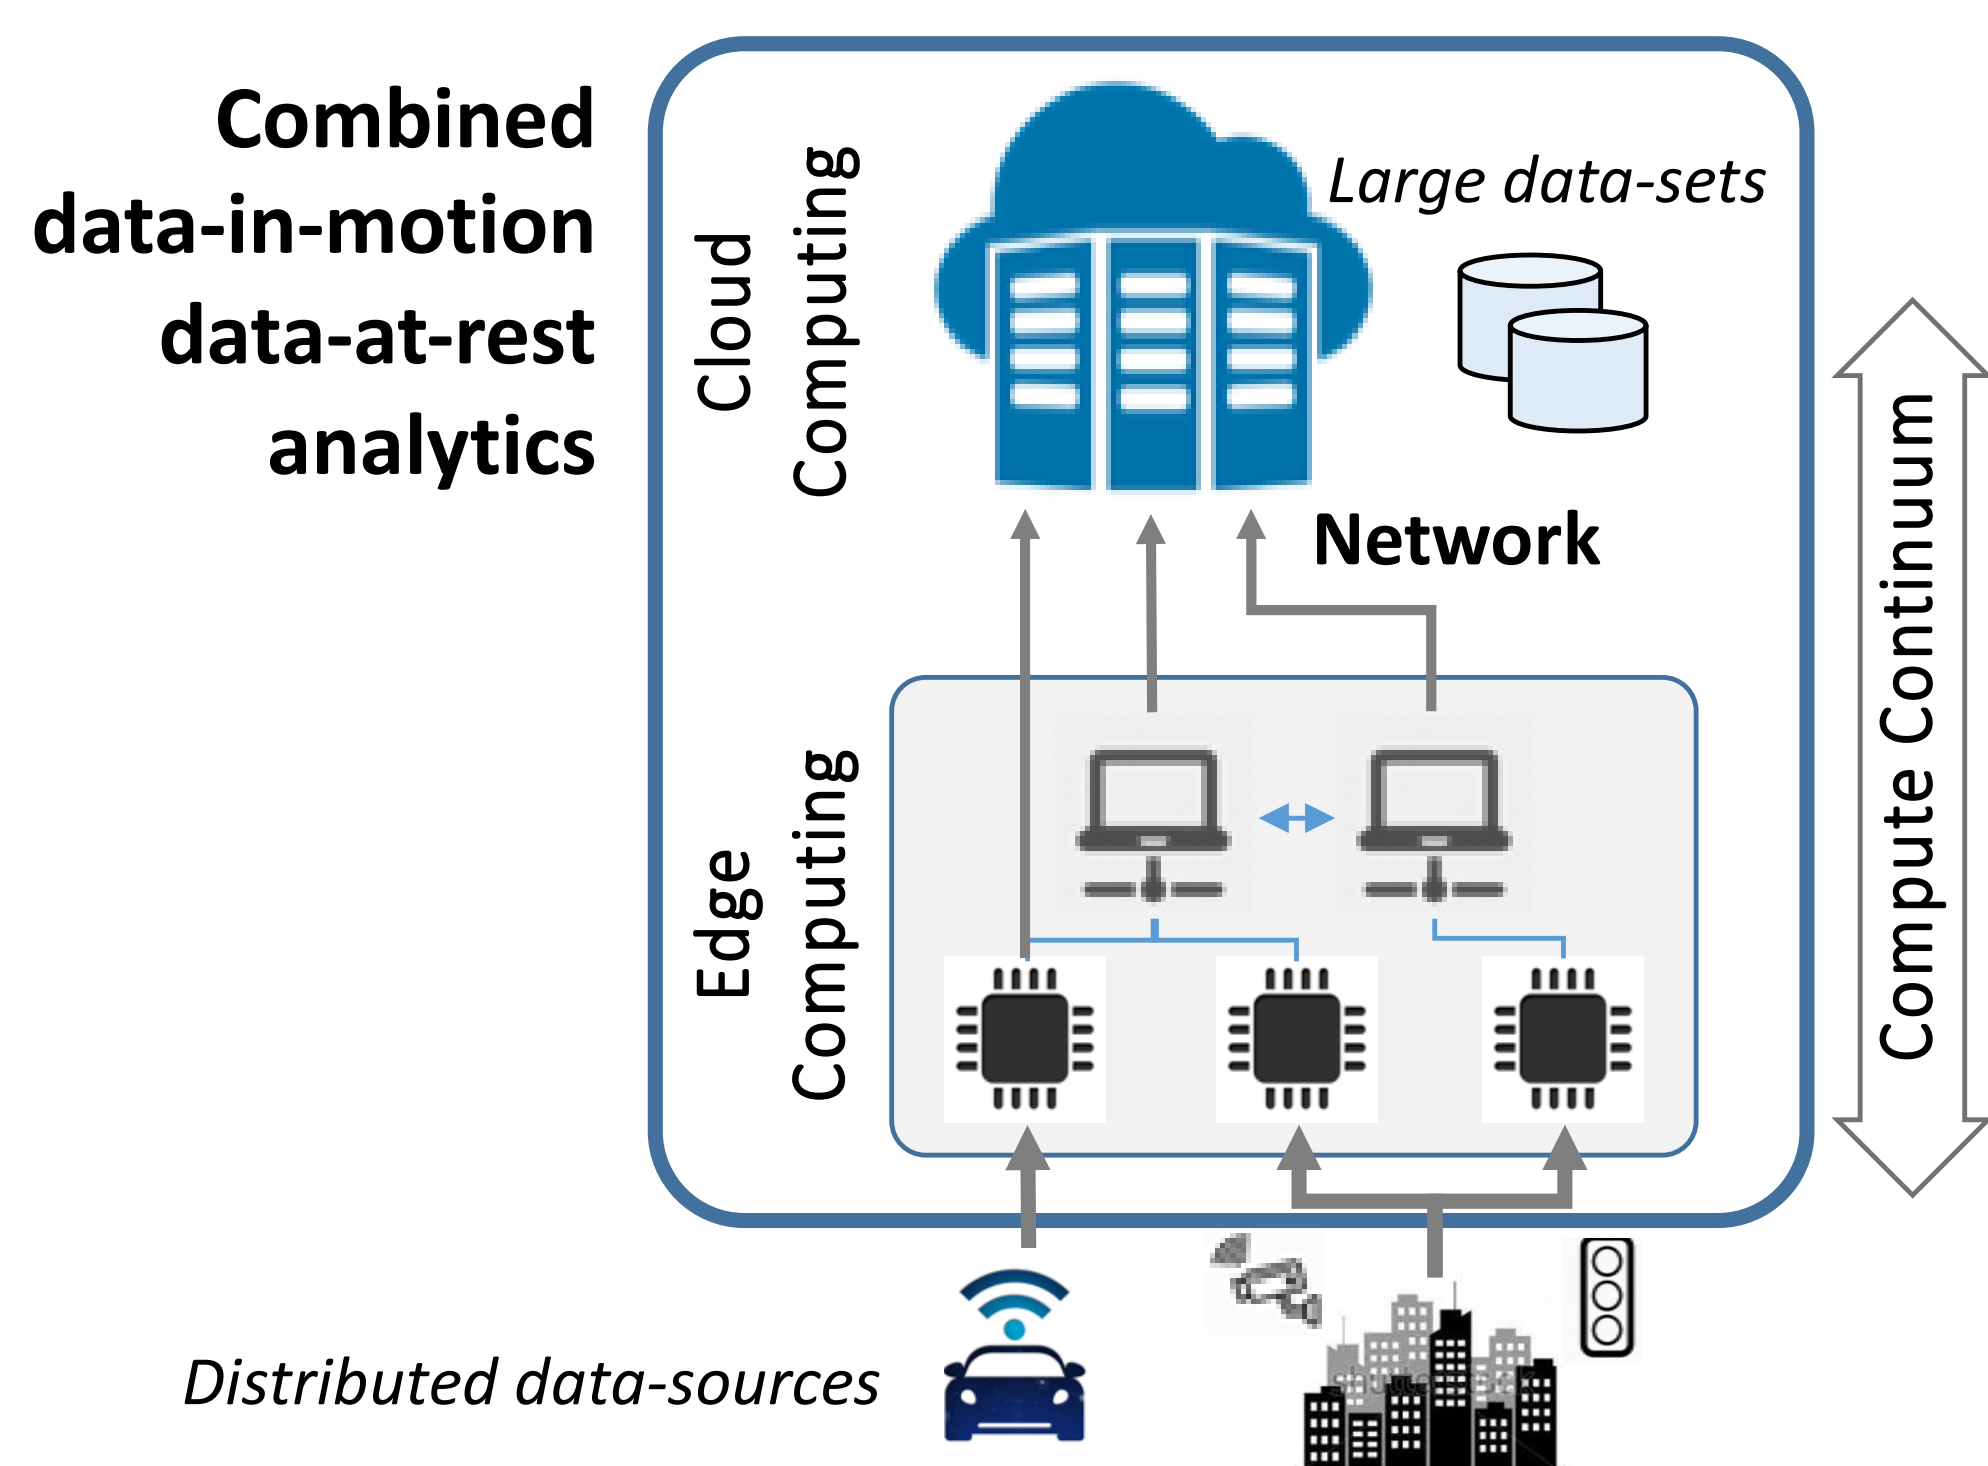 Combined
data-in-motion
data-at-rest
analytics
Cloud
Computing
Large data-sets
Network
Compute Continuum
Edge
Computing
Distributed data-sources